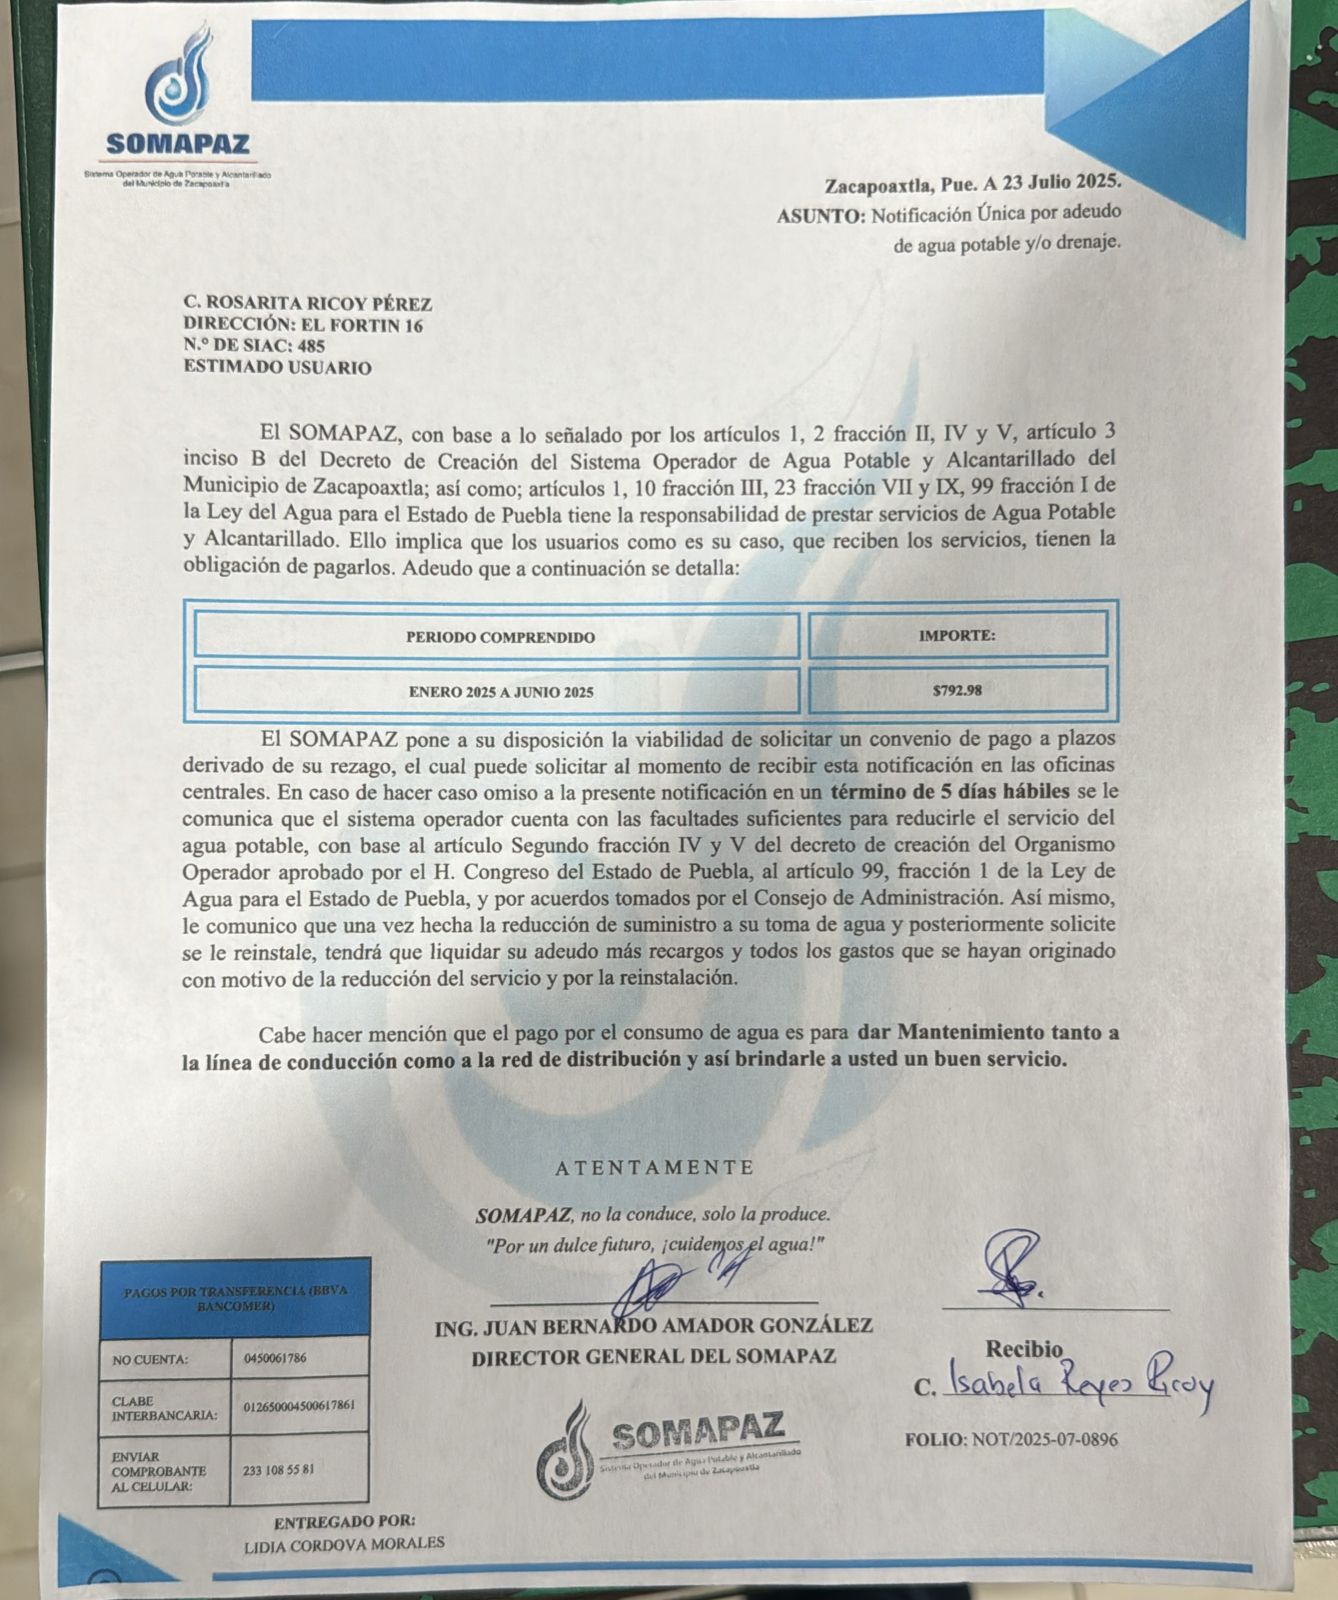 SOMAPAZ
Sistema Operador de Agua Potable y Alcantarillado
del Municipio de Zacapoaxtla
Zacapoaxtla, Pue. A 23 Julio 2025.
ASUNTO: Notificación Única por adeudo
de agua potable y/o drenaje.
C. ROSARITA RICOY PÉREZ
DIRECCIÓN: EL FORTIN 16
N.º DE SIAC: 485
ESTIMADO USUARIO
El SOMAPAZ, con base a lo señalado por los artículos 1, 2 fracción II, IV y V, artículo 3
inciso B del Decreto de Creación del Sistema Operador de Agua Potable y Alcantarillado del
Municipio de Zacapoaxtla; así como; artículos 1, 10 fracción III, 23 fracción VII y IX, 99 fracción I de
la Ley del Agua para el Estado de Puebla tiene la responsabilidad de prestar servicios de Agua Potable
y Alcantarillado. Ello implica que los usuarios como es su caso, que reciben los servicios, tienen la
obligación de pagarlos. Adeudo que a continuación se detalla:
PERIODO COMPRENDIDO IMPORTE:
ENERO 2025 A JUNIO 2025 $792.98
El SOMAPAZ pone a su disposición la viabilidad de solicitar un convenio de pago a plazos
derivado de su rezago, el cual puede solicitar al momento de recibir esta notificación en las oficinas
centrales. En caso de hacer caso omiso a la presente notificación en un término de 5 días hábiles se le
comunica que el sistema operador cuenta con las facultades suficientes para reducirle el servicio del
agua potable, con base al artículo Segundo fracción IV y V del decreto de creación del Organismo
Operador aprobado por el H. Congreso del Estado de Puebla, al artículo 99, fracción 1 de la Ley de
Agua para el Estado de Puebla, y por acuerdos tomados por el Consejo de Administración. Así mismo,
le comunico que una vez hecha la reducción de suministro a su toma de agua y posteriormente solicite
se le reinstale, tendrá que liquidar su adeudo más recargos y todos los gastos que se hayan originado
con motivo de la reducción del servicio y por la reinstalación.
Cabe hacer mención que el pago por el consumo de agua es para dar Mantenimiento tanto a
la línea de conducción como a la red de distribución y así brindarle a usted un buen servicio.
ATENTAMENTE
SOMAPAZ, no la conduce, solo la produce.
"Por un dulce futuro, ¡cuidemos el agua!"
ING. JUAN BERNARDO AMADOR GONZÁLEZ
DIRECTOR GENERAL DEL SOMAPAZ
SOMAPAZ
Sistema Operador de Agua Potable y Alcantarillado
del Municipio de Zacapoaxtla
Recibio
C. Isabela Reyes Ricoy
FOLIO: NOT/2025-07-0896
PAGOS POR TRANSFERENCIA (BBVA
BANCOMER)
NO CUENTA: 0450061786
CLABE
INTERBANCARIA: 012650004500617861
ENVIAR
COMPROBANTE
AL CELULAR: 233 108 55 81
ENTREGADO POR:
LIDIA CORDOVA MORALES